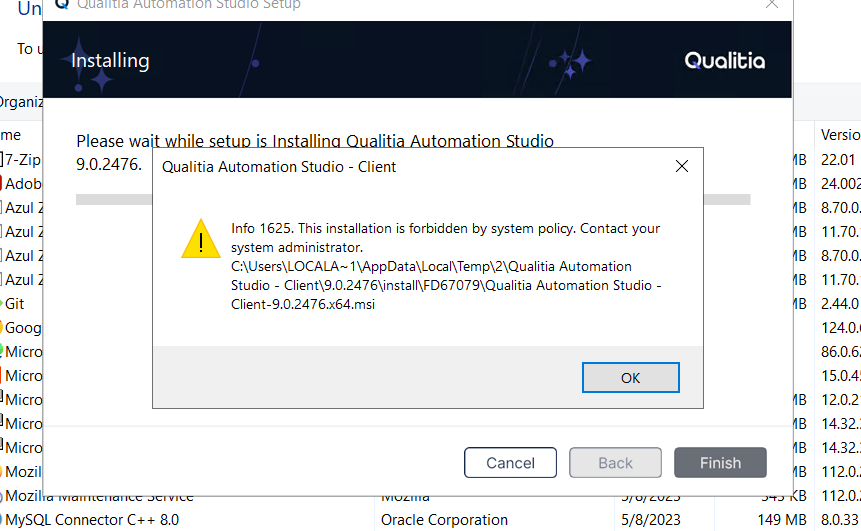 Un
Qualitia Automation Studio Setup
To u
Installing
Qualitia
Organiz
Please wait while setup is Installing Qualitia Automation Studio
9.0.2476.
me
Versio
7-Zip
MB
22.01
Adob
MB
24.002
Azul Z
MB
8.70.0.
Azul Z
MB
11.70.
Azul Z
MB
8.70.0.
Azul Z
MB
11.70.
Git
MB
2.44.0
Goog
124.0.6
Micro
86.0.62
Micro
15.0.45
Micro
MB
12.0.21
Micro
MB
14.32.
Micro
MB
14.32.
Mozil
MB
112.0.
Qualitia Automation Studio - Client
Info 1625. This installation is forbidden by system policy. Contact your
system administrator.
C:\Users\LOCALA~1\AppData\Local\Temp\2\Qualitia Automation
Studio - Client\9.0.2476\install\FD67079\Qualitia Automation Studio -
Client-9.0.2476.x64.msi
OK
Cancel
Back
Finish
Mozilla Maintenance Service Mozilla 5/8/2023 343 KB 112.0.
MySQL Connector C++ 8.0 Oracle Corporation 5/8/2023 149 MB 8.0.33